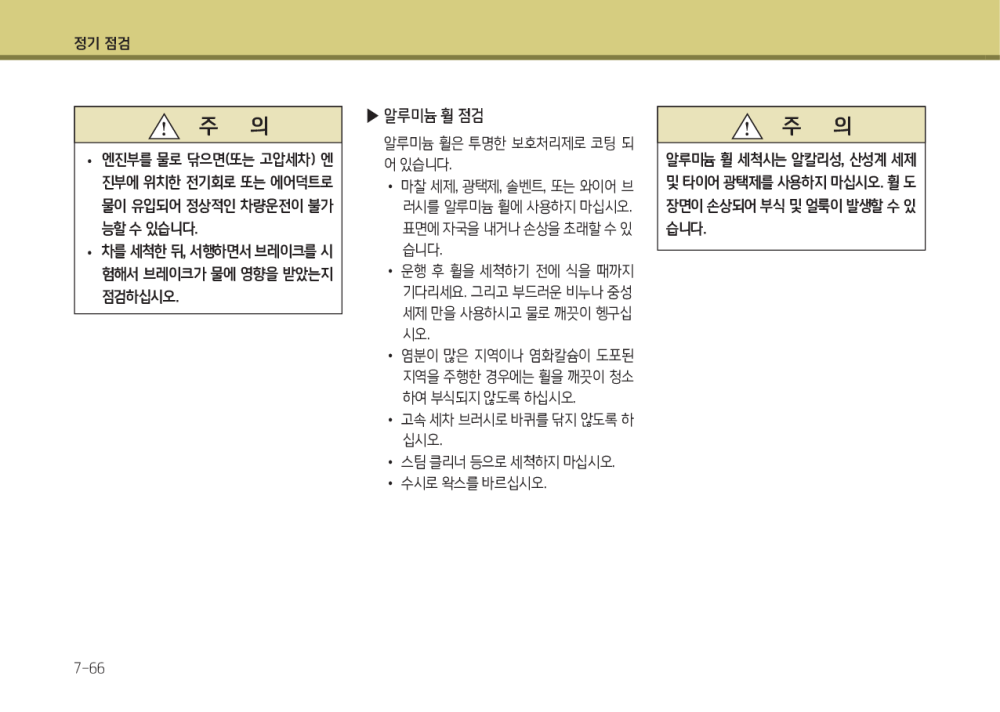 정기 점검
주 의
• 엔진부를 물로 닦으면(또는 고압세차) 엔
진부에 위치한 전기회로 또는 에어덕트로
물이 유입되어 정상적인 차량운전이 불가
능할 수 있습니다.
• 차를 세척한 뒤, 서행하면서 브레이크를 시
험해서 브레이크가 물에 영향을 받았는지
점검하십시오.
▶ 알루미늄 휠 점검
알루미늄 휠은 투명한 보호처리제로 코팅 되
어 있습니다.
• 마찰 세제, 광택제, 솔벤트, 또는 와이어 브
러시를 알루미늄 휠에 사용하지 마십시오.
표면에 자국을 내거나 손상을 초래할 수 있
습니다.
• 운행 후 휠을 세척하기 전에 식을 때까지
기다리세요. 그리고 부드러운 비누나 중성
세제 만을 사용하시고 물로 깨끗이 헹구십
시오.
• 염분이 많은 지역이나 염화칼슘이 도포된
지역을 주행한 경우에는 휠을 깨끗이 청소
하여 부식되지 않도록 하십시오.
• 고속 세차 브러시로 바퀴를 닦지 않도록 하
십시오.
• 스팀 클리너 등으로 세척하지 마십시오.
• 수시로 왁스를 바르십시오.
주 의
알루미늄 휠 세척시는 알칼리성, 산성계 세제
및 타이어 광택제를 사용하지 마십시오. 휠 도
장면이 손상되어 부식 및 얼룩이 발생할 수 있
습니다.
7-66